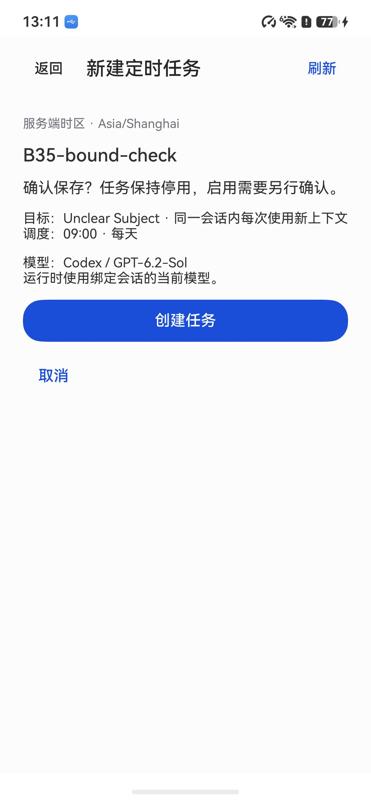 13:11
77
返回 新建定时任务 刷新
服务端时区 · Asia/Shanghai
B35-bound-check
确认保存？任务保持停用，启用需要另行确认。
目标：Unclear Subject · 同一会话内每次使用新上下文
调度：09:00 · 每天
模型：Codex / GPT-6.2-Sol
运行时使用绑定会话的当前模型。
创建任务
取消